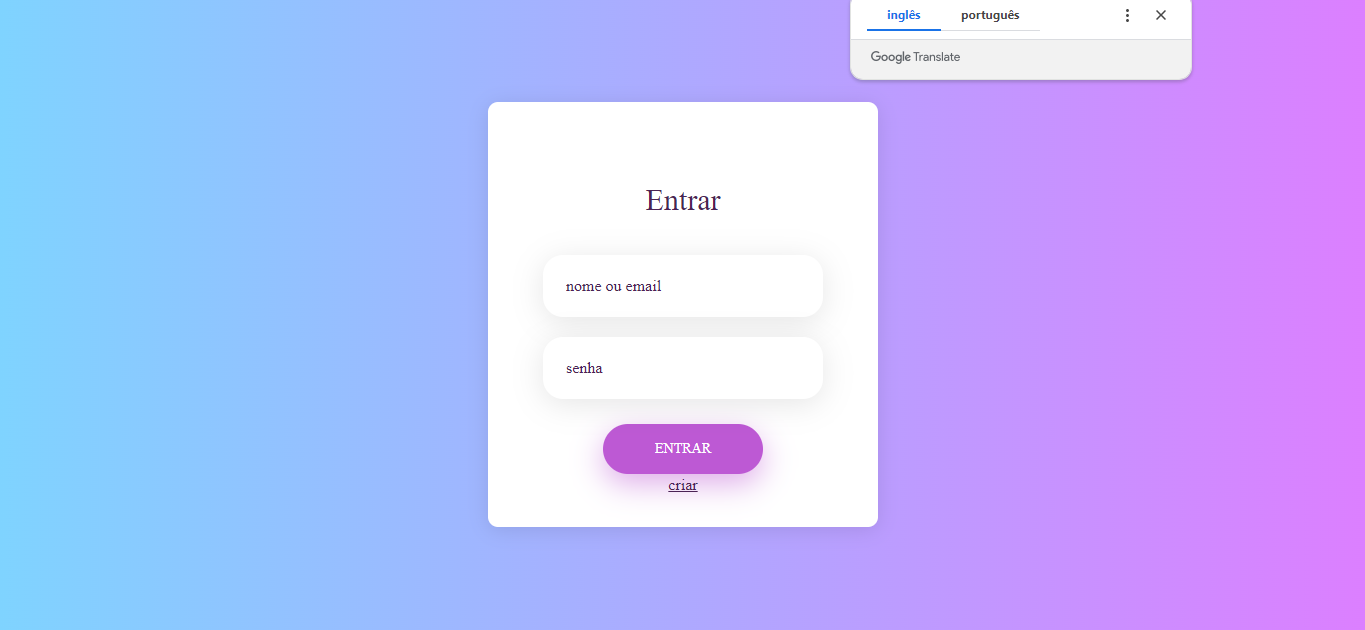 inglês português
Google Translate
Entrar
nome ou email
senha
ENTRAR
criar